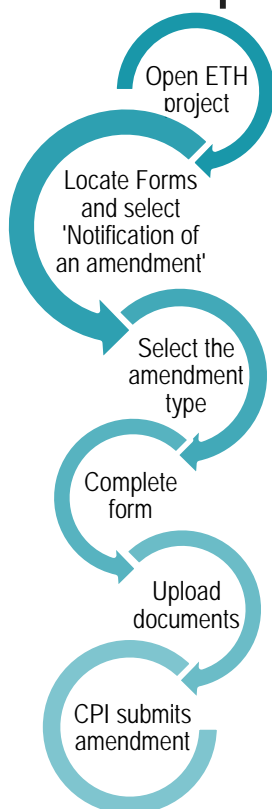 Open ETH
project
Locate Forms
and select
'Notification of
an amendment'
Select the
amendment
type
Complete
form
Upload
documents
CPI submits
amendment